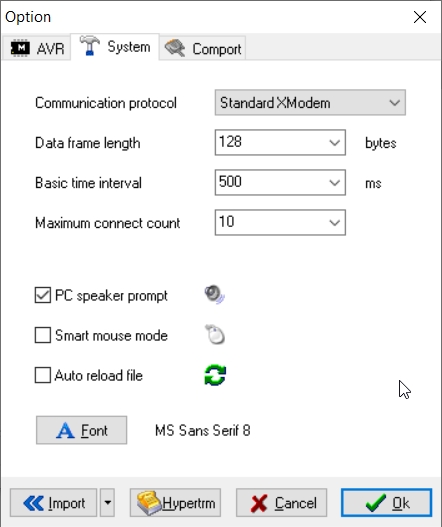 Option
AVR System Comport
Communication protocol Standard XModem
Data frame length 128 bytes
Basic time interval 500 ms
Maximum connect count 10
PC speaker prompt
Smart mouse mode
Auto reload file
A Font MS Sans Serif 8
Import Hypertrm Cancel Ok